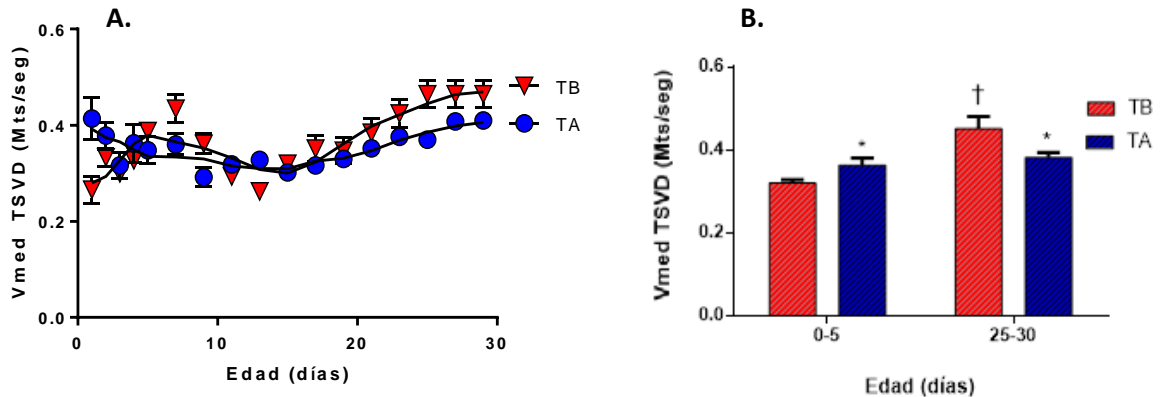 A.
Vmed TSVD (Mts/seg)
0.6
0.4
0.2
0.0
0 10 20 30
Edad (días)
TB
TA
B.
Vmed TSVD (Mts/seg)
0.6
0.4
0.2
0.0
*
†
*
0-5 25-30
Edad (días)
TB
TA